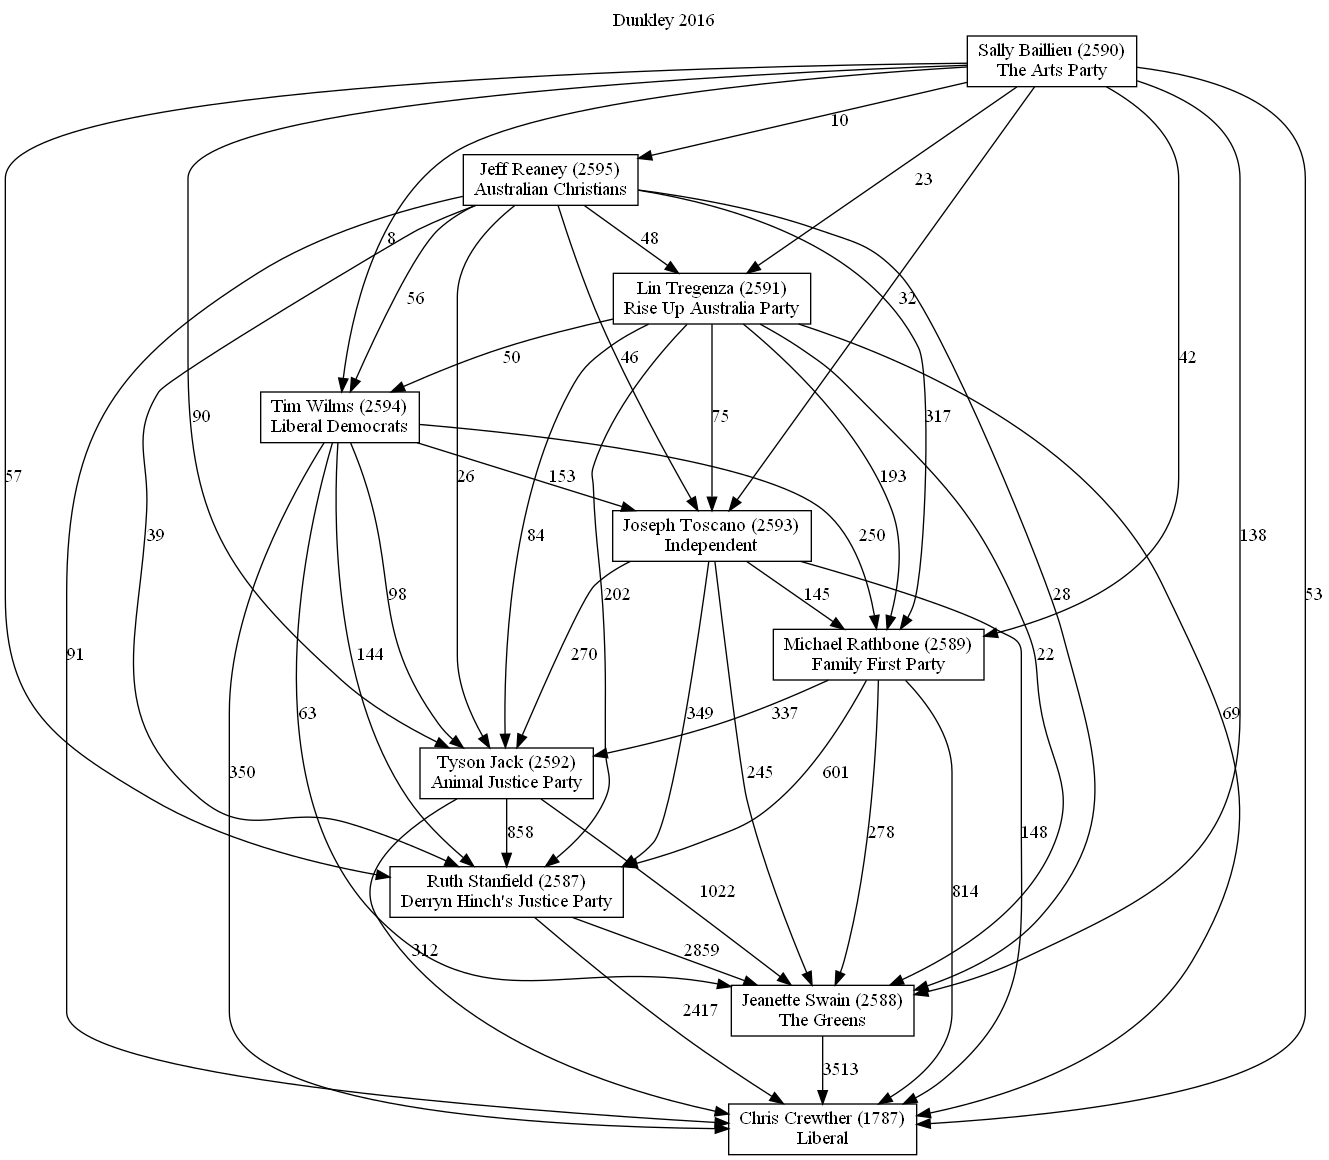 Dunkley 2016
Sally Baillieu (2590)
The Arts Party
10
Jeff Reaney (2595)
Australian Christians
23
8
48
56
32
Lin Tregenza (2591)
Rise Up Australia Party
50
46
42
Tim Wilms (2594)
Liberal Democrats
90
75
317
57
26
153
193
Joseph Toscano (2593)
Independent
39
84
250
138
98
202
145
28
53
91
144
270
Michael Rathbone (2589)
Family First Party
22
63
349
337
69
350
Tyson Jack (2592)
Animal Justice Party
245
601
858
278
148
Ruth Stanfield (2587)
Derryn Hinch's Justice Party
1022
814
312
2859
Jeanette Swain (2588)
The Greens
2417
3513
Chris Crewther (1787)
Liberal